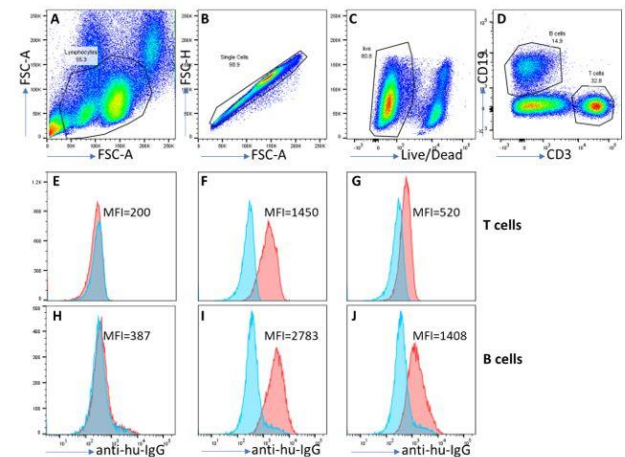 A
B
C
D
FSC-A
FSC-H
CD19
Lymphocytes
55.3
Single Cells
98.9
live
B cells
14.9
T cells
32.8
FSC-A
FSC-A
Live/Dead
CD3
E
F
G
MFI=200
MFI=1450
MFI=520
T cells
H
I
J
MFI=387
MFI=2783
MFI=1408
B cells
anti-hu-IgG
anti-hu-IgG
anti-hu-IgG